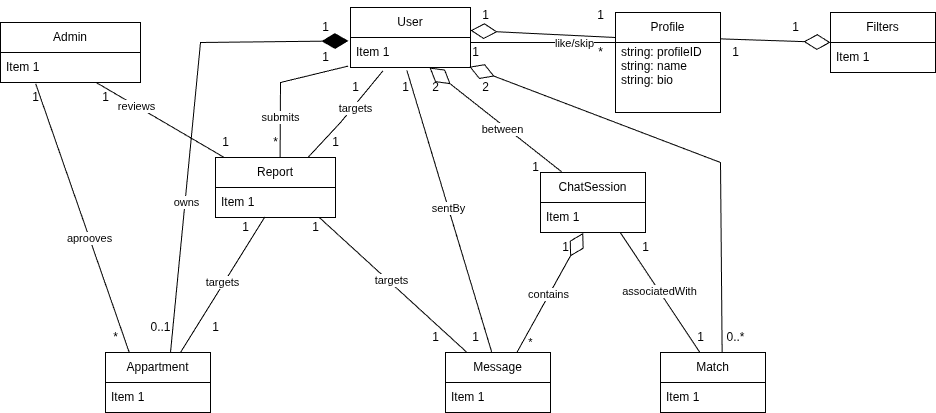 User
Item 1
Admin
Item 1
Profile
string: profileID
string: name
string: bio
Filters
Item 1
1
1
1
1
like/skip
*
1
1
1
1
1
reviews
submits
*
1
targets
1
1
2
2
between
1
1
Report
Item 1
ChatSession
Item 1
owns
sentBy
aprooves
1
1
targets
targets
1
1
contains
associatedWith
*
0..1
1
1
1
*
1
0..*
Appartment
Item 1
Message
Item 1
Match
Item 1